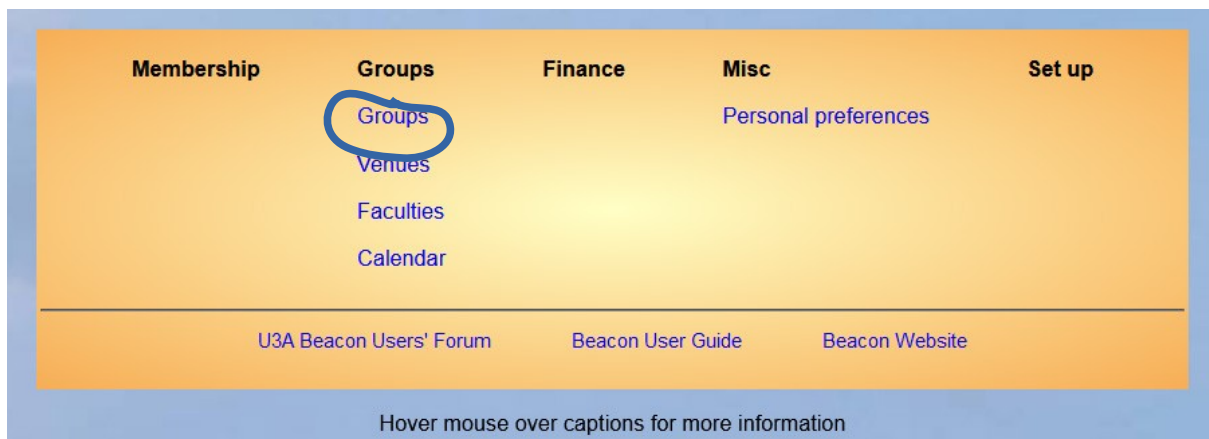 Membership Groups Finance Misc Set up
Groups Personal preferences
Venues
Faculties
Calendar
U3A Beacon Users' Forum Beacon User Guide Beacon Website
Hover mouse over captions for more information